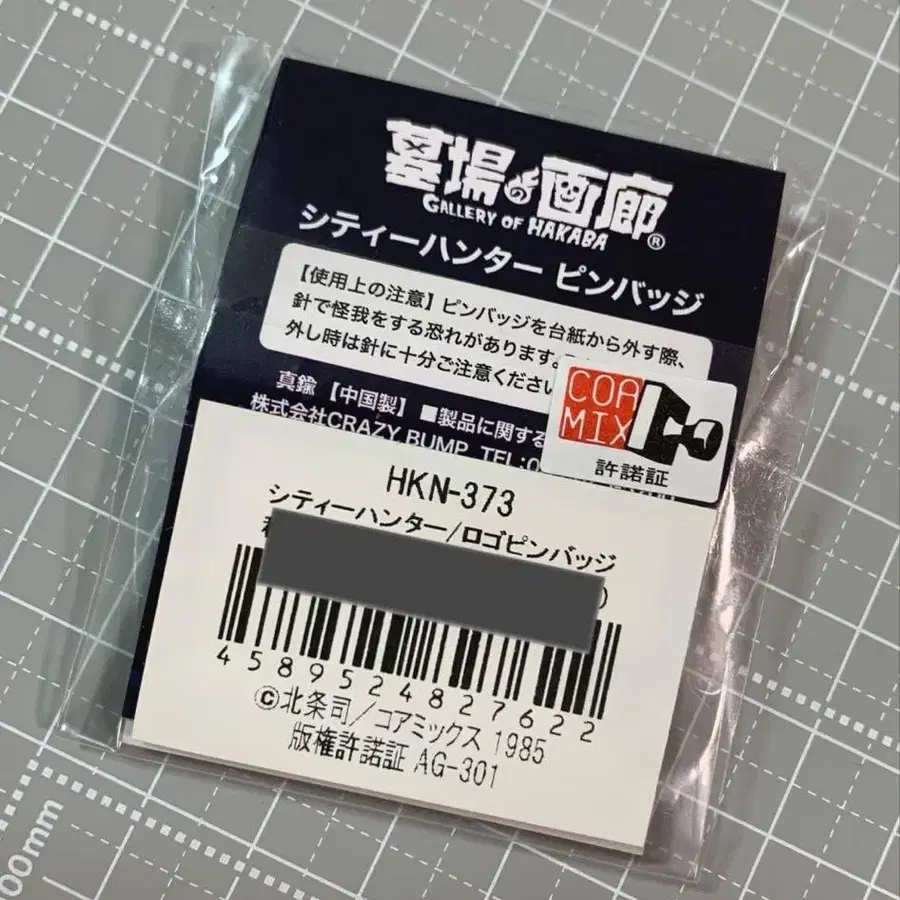 墓場の画廊
GALLERY OF HAKABA
®
シティーハンター ピンバッジ
【使用上の注意】ピンバッジを台紙から外す際、
針で怪我をする恐れがあります。
外し時は針に十分ご注意ください
真鍮 【中国製】 ■製品に関する
株式会社CRAZY BUMP TEL:0
COA
MIX
許諾証
HKN-373
シティーハンター/ロゴピンバッジ
)
4589524827622
©北条司/コアミックス 1985
版権許諾証 AG-301
00mm